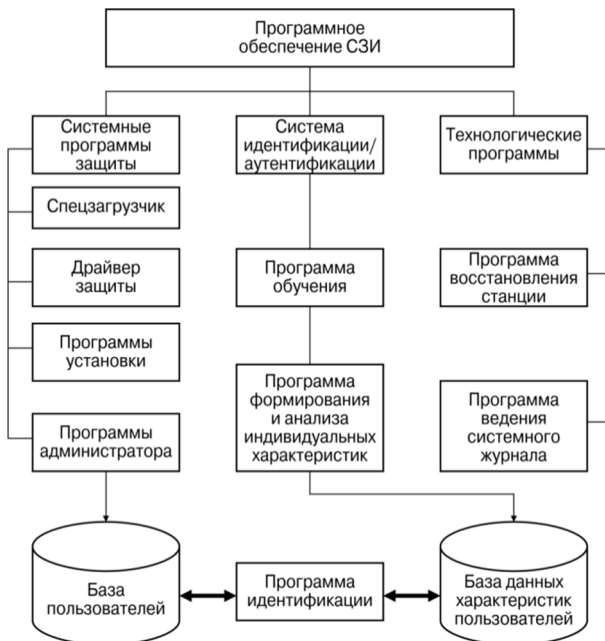 Программное
обеспечение СЗИ
Системные
программы
защиты
Система
идентификации/
аутентификации
Технологические
программы
Спецзагрузчик
Драйвер
защиты
Программа
обучения
Программа
восстановления
станции
Программы
установки
Программа
формирования
и анализа
индивидуальных
характеристик
Программы
администратора
Программа
ведения
системного
журнала
База
пользователей
Программа
идентификации
База данных
характеристик
пользователей